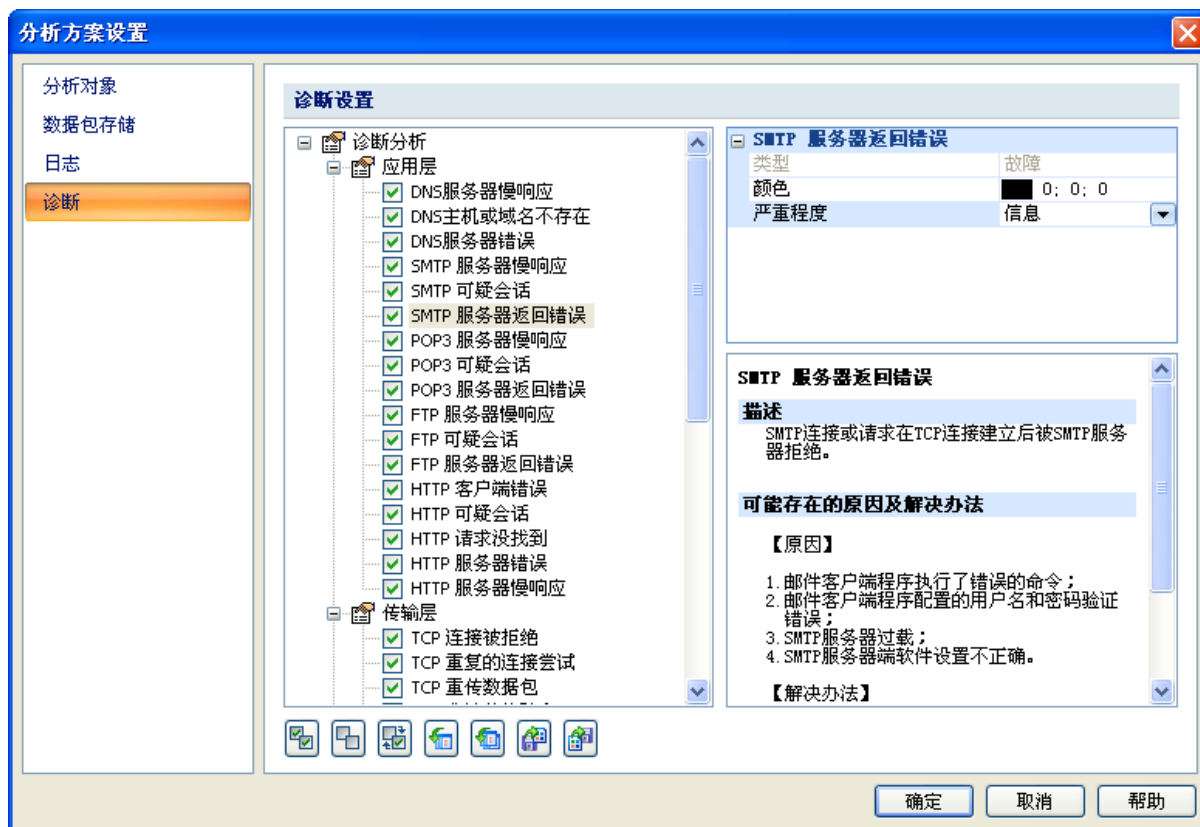 分析方案设置
分析对象
数据包存储
日志
诊断
诊断设置
诊断分析
应用层
DNS服务器慢响应
DNS主机或域名不存在
DNS服务器错误
SMTP 服务器慢响应
SMTP 可疑会话
SMTP 服务器返回错误
POP3 服务器慢响应
POP3 可疑会话
POP3 服务器返回错误
FTP 服务器慢响应
FTP 可疑会话
FTP 服务器返回错误
HTTP 客户端错误
HTTP 可疑会话
HTTP 请求没找到
HTTP 服务器错误
HTTP 服务器慢响应
传输层
TCP 连接被拒绝
TCP 重复的连接尝试
TCP 重传数据包
SMTP 服务器返回错误
类型 故障
颜色 0; 0; 0
严重程度 信息
SMTP 服务器返回错误
描述
SMTP连接或请求在TCP连接建立后被SMTP服务
器拒绝。
可能存在的原因及解决办法
【原因】
1.邮件客户端程序执行了错误的命令；
2.邮件客户端程序配置的用户名和密码验证
错误；
3.SMTP服务器过载；
4.SMTP服务器端软件设置不正确。
【解决办法】
确定 取消 帮助